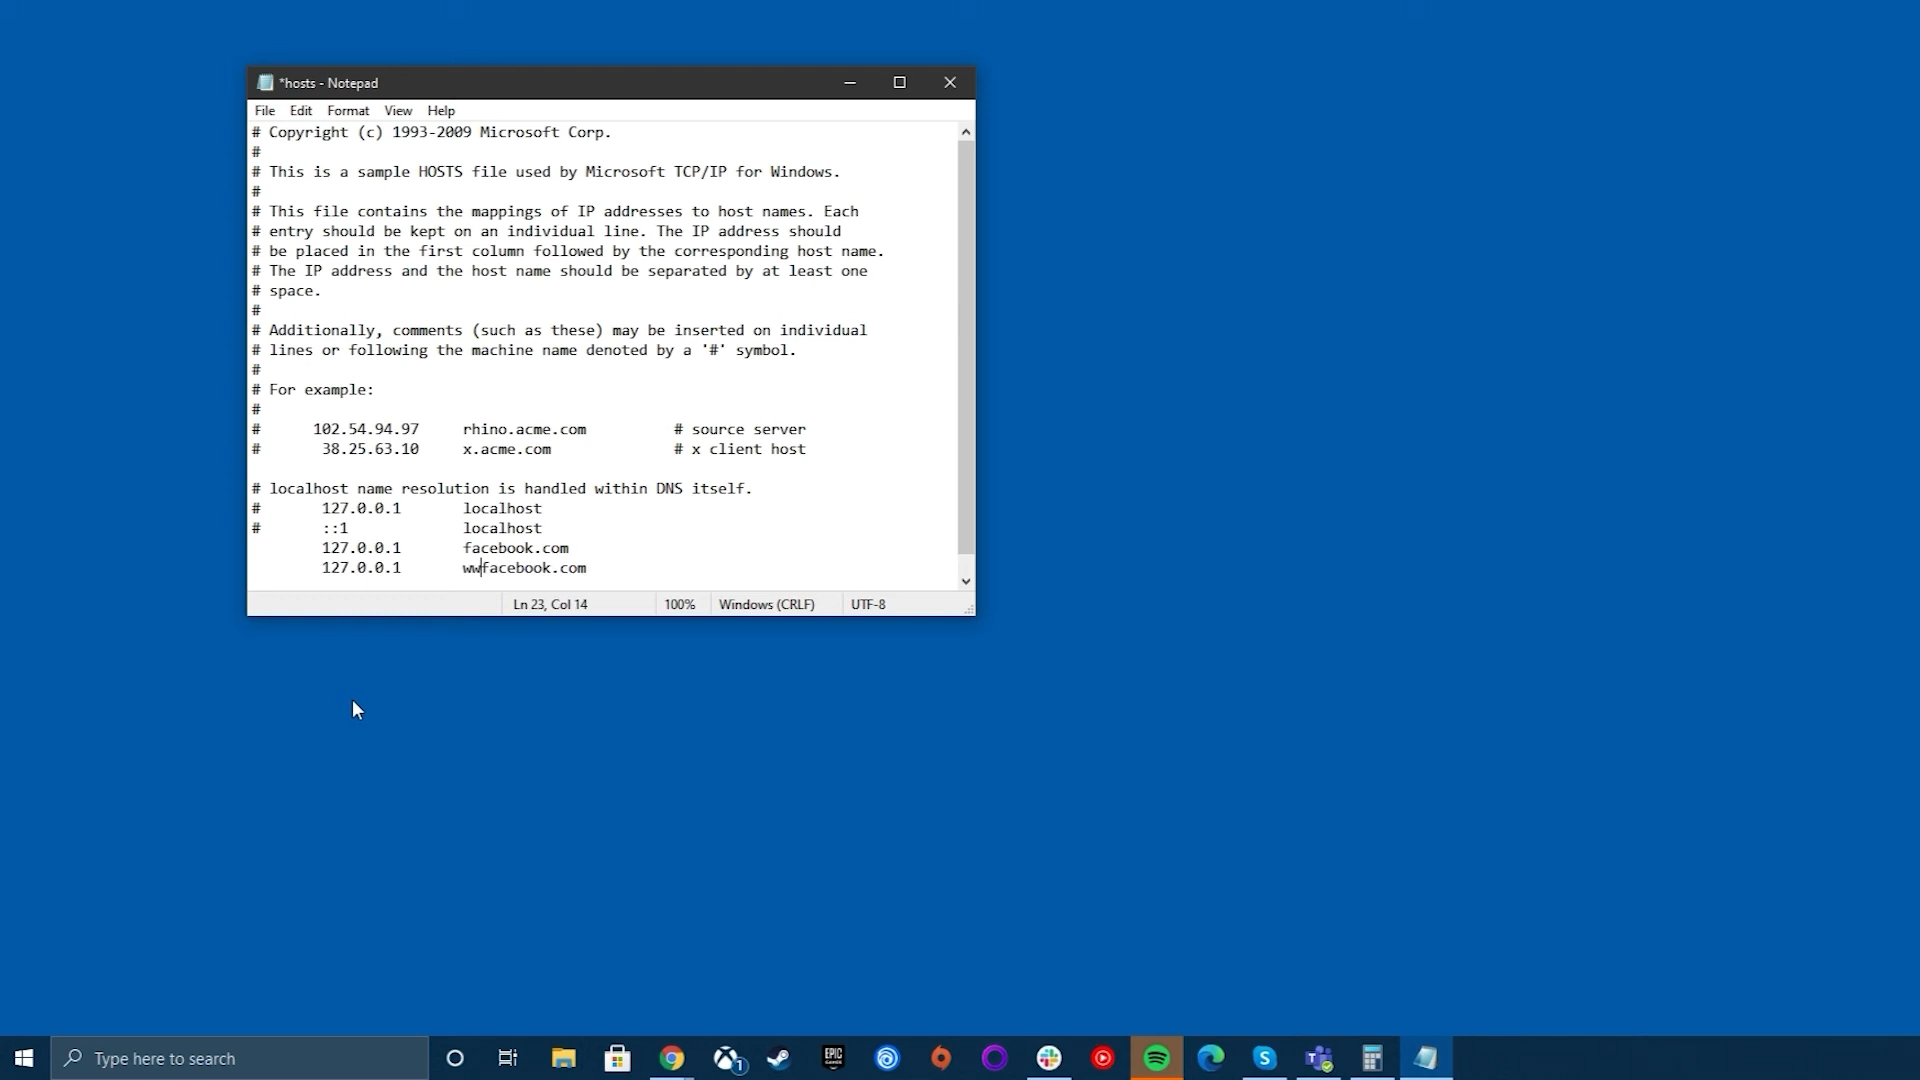 *hosts - Notepad
File Edit Format View Help
# Copyright (c) 1993-2009 Microsoft Corp.
#
# This is a sample HOSTS file used by Microsoft TCP/IP for Windows.
#
# This file contains the mappings of IP addresses to host names. Each
# entry should be kept on an individual line. The IP address should
# be placed in the first column followed by the corresponding host name.
# The IP address and the host name should be separated by at least one
# space.
#
# Additionally, comments (such as these) may be inserted on individual
# lines or following the machine name denoted by a '#' symbol.
#
# For example:
#
#      102.54.94.97     rhino.acme.com          # source server
#       38.25.63.10     x.acme.com              # x client host
# localhost name resolution is handled within DNS itself.
#       127.0.0.1       localhost
#       ::1             localhost
        127.0.0.1       facebook.com
        127.0.0.1       wwfacebook.com
Ln 23, Col 14 100% Windows (CRLF) UTF-8
Type here to search
1
EPIC
S
T